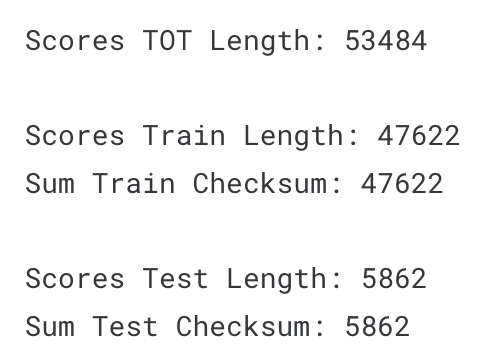 Scores TOT Length: 53484
Scores Train Length: 47622
Sum Train Checksum: 47622
Scores Test Length: 5862
Sum Test Checksum: 5862